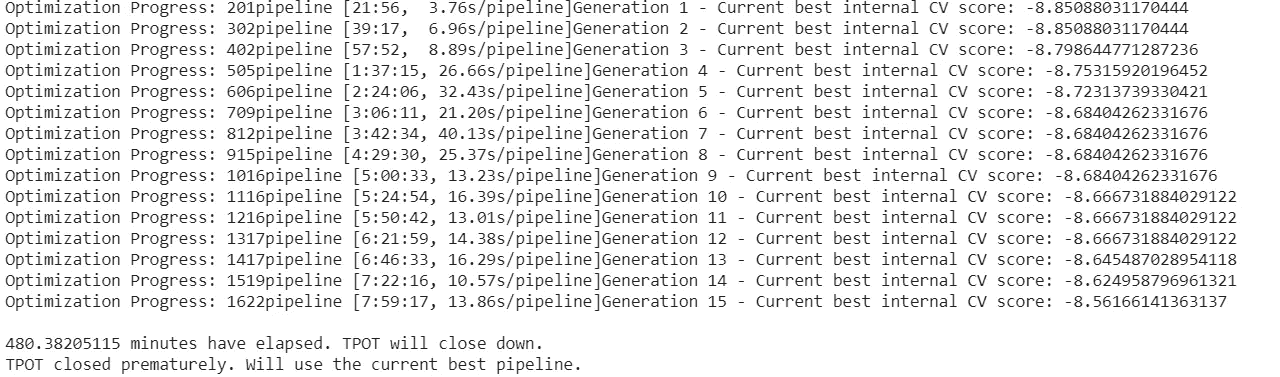 Optimization Progress: 201pipeline [21:56,  3.76s/pipeline]Generation 1 - Current best internal CV score: -8.85088031170444
Optimization Progress: 302pipeline [39:17,  6.96s/pipeline]Generation 2 - Current best internal CV score: -8.85088031170444
Optimization Progress: 402pipeline [57:52,  8.89s/pipeline]Generation 3 - Current best internal CV score: -8.798644771287236
Optimization Progress: 505pipeline [1:37:15, 26.66s/pipeline]Generation 4 - Current best internal CV score: -8.75315920196452
Optimization Progress: 606pipeline [2:24:06, 32.43s/pipeline]Generation 5 - Current best internal CV score: -8.72313739330421
Optimization Progress: 709pipeline [3:06:11, 21.20s/pipeline]Generation 6 - Current best internal CV score: -8.68404262331676
Optimization Progress: 812pipeline [3:42:34, 40.13s/pipeline]Generation 7 - Current best internal CV score: -8.68404262331676
Optimization Progress: 915pipeline [4:29:30, 25.37s/pipeline]Generation 8 - Current best internal CV score: -8.68404262331676
Optimization Progress: 1016pipeline [5:00:33, 13.23s/pipeline]Generation 9 - Current best internal CV score: -8.68404262331676
Optimization Progress: 1116pipeline [5:24:54, 16.39s/pipeline]Generation 10 - Current best internal CV score: -8.666731884029122
Optimization Progress: 1216pipeline [5:50:42, 13.01s/pipeline]Generation 11 - Current best internal CV score: -8.666731884029122
Optimization Progress: 1317pipeline [6:21:59, 14.38s/pipeline]Generation 12 - Current best internal CV score: -8.666731884029122
Optimization Progress: 1417pipeline [6:46:33, 16.29s/pipeline]Generation 13 - Current best internal CV score: -8.645487028954118
Optimization Progress: 1519pipeline [7:22:16, 10.57s/pipeline]Generation 14 - Current best internal CV score: -8.624958796961321
Optimization Progress: 1622pipeline [7:59:17, 13.86s/pipeline]Generation 15 - Current best internal CV score: -8.56166141363137
480.38205115 minutes have elapsed. TPOT will close down.
TPOT closed prematurely. Will use the current best pipeline.